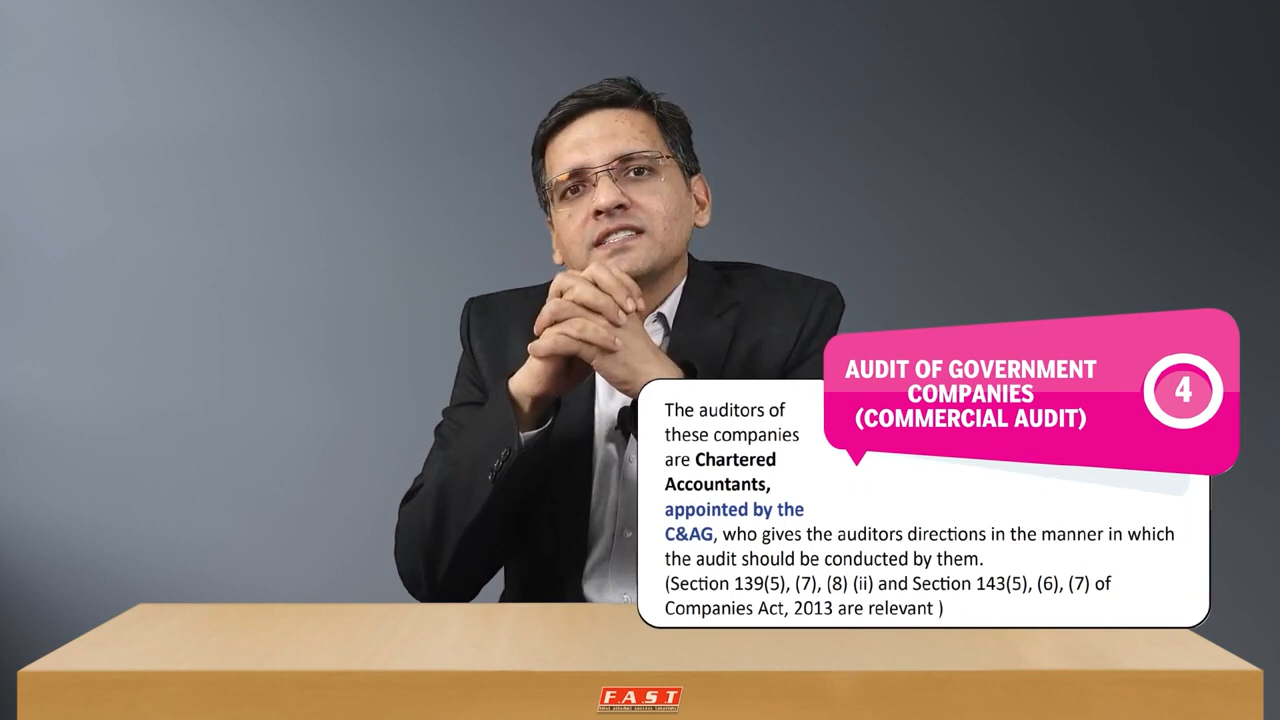 AUDIT OF GOVERNMENT
COMPANIES
(COMMERCIAL AUDIT)
4
The auditors of
these companies
are Chartered
Accountants,
appointed by the
C&AG, who gives the auditors directions in the manner in which
the audit should be conducted by them.
(Section 139(5), (7), (8) (ii) and Section 143(5), (6), (7) of
Companies Act, 2013 are relevant )
F.A.S.T